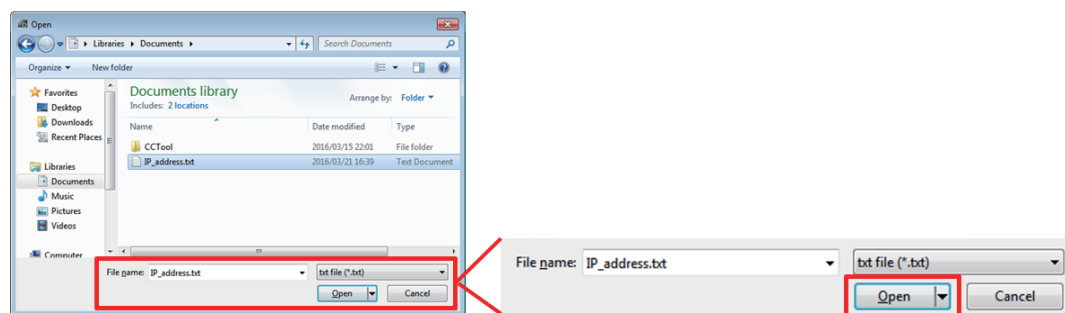 Open
Libraries ▸ Documents ▸
Search Documents
Organize ▾ New folder
Favorites
Desktop
Downloads
Recent Places
Libraries
Documents
Music
Pictures
Videos
Computer
Documents library
Includes: 2 locations
Arrange by: Folder ▾
Name Date modified Type
CCTool 2016/03/15 22:01 File folder
IP_address.txt 2016/03/21 16:39 Text Document
File name: IP_address.txt txt file (*.txt)
Open Cancel
File name: IP_address.txt txt file (*.txt)
Open Cancel